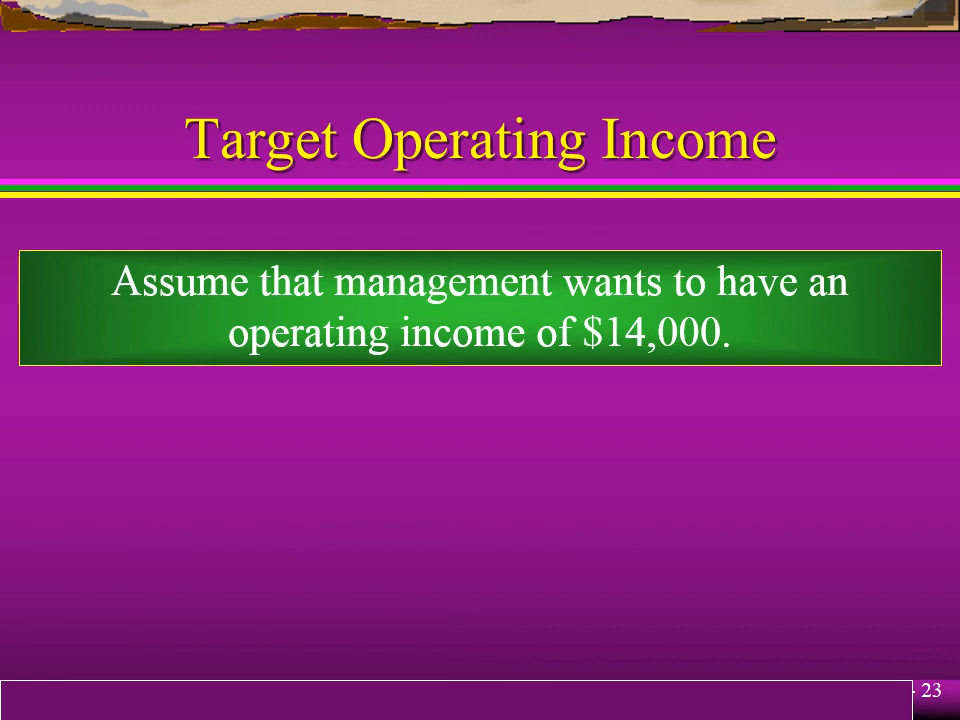 Target Operating Income
Assume that management wants to have an
operating income of $14,000.
- 23